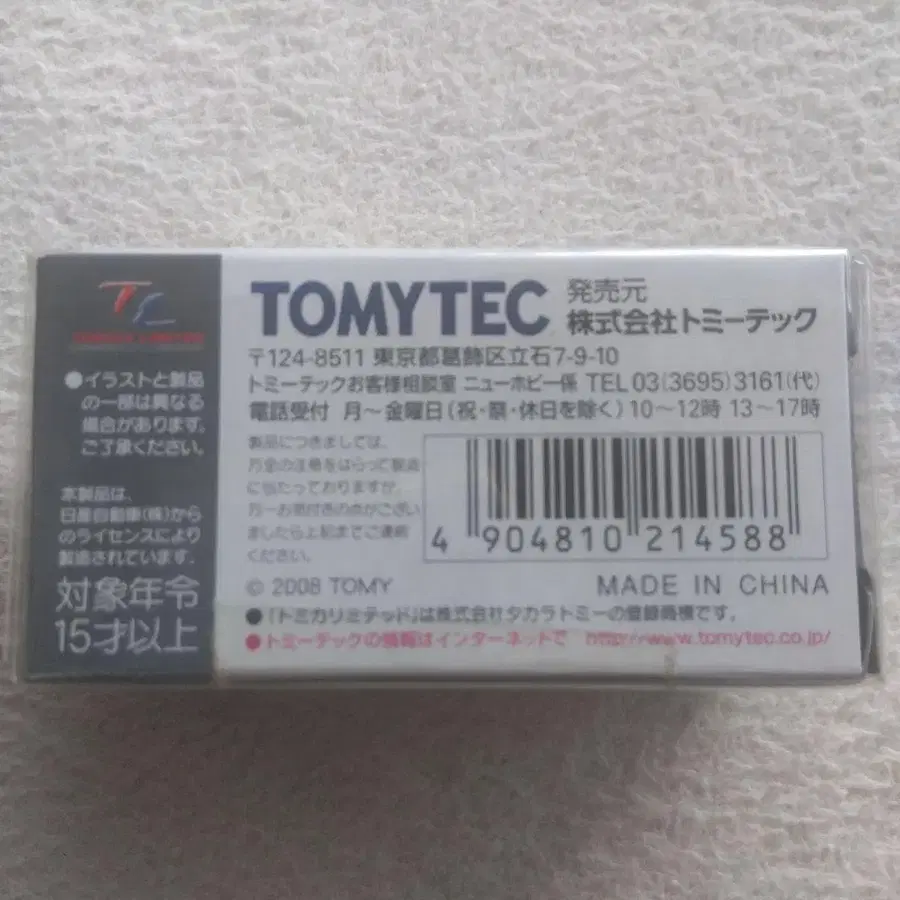 ●イラストと製品
の一部は異なる
場合があります。
ご了承ください。
本製品は、
日産自動車(株)から
のライセンスにより
製造されています。
対象年令
15才以上
TOMYTEC 発売元
株式会社トミーテック
〒124-8511 東京都葛飾区立石7-9-10
トミーテックお客様相談室 ニューホビー係 TEL 03(3695)3161(代)
電話受付 月～金曜日(祝・祭・休日を除く)10～12時 13～17時
製品につきましては、
万全の注意をはらって製造
に当たっておりますが、
万一お気付きの点がござい
ましたら上記までご連絡
ください。
4 904810 214588
© 2008 TOMY MADE IN CHINA
●「トミカリミテッド」は株式会社タカラトミーの登録商標です。
●トミーテックの情報はインターネットで http://www.tomytec.co.jp/